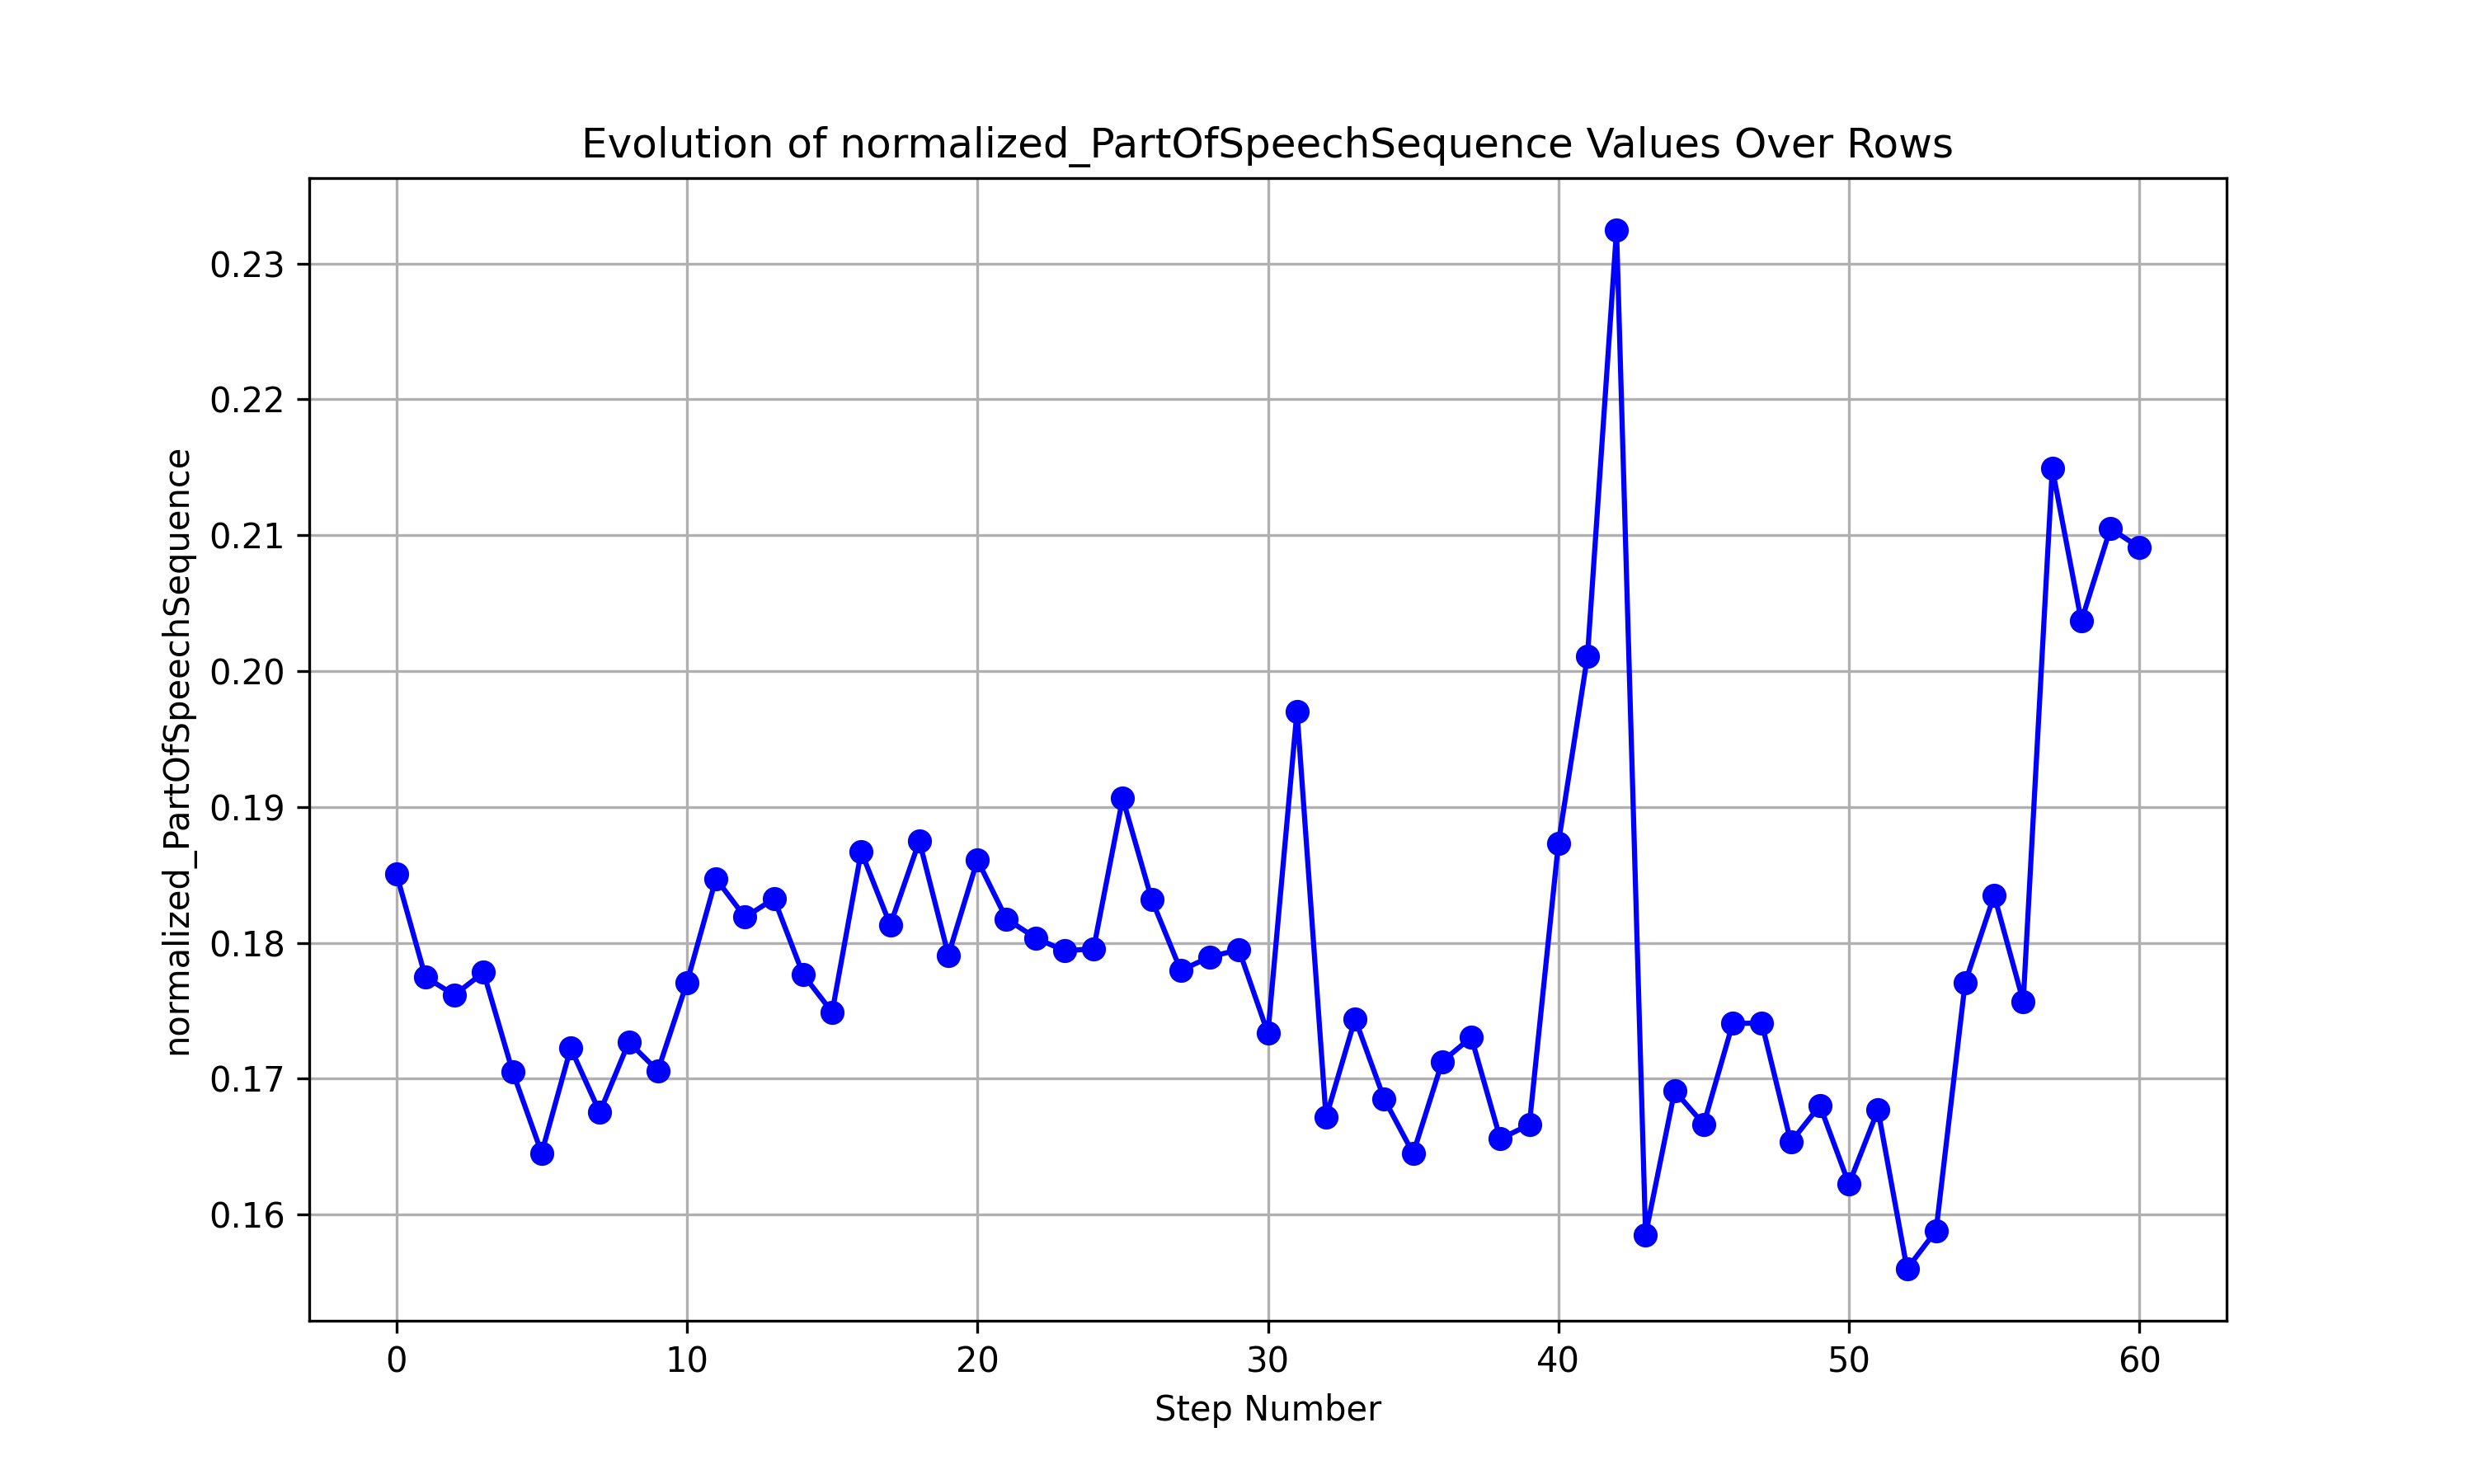 Evolution of normalized_PartOfSpeechSequence Values Over Rows
normalized_PartOfSpeechSequence
0.23
0.22
0.21
0.20
0.19
0.18
0.17
0.16
0 10 20 30 40 50 60
Step Number